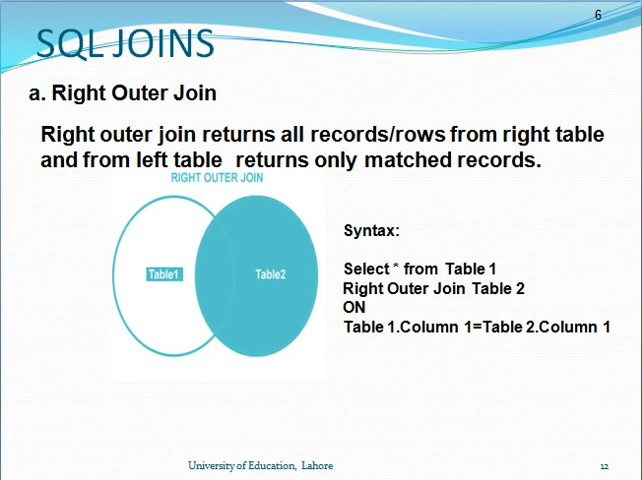 6
SQL JOINS
a. Right Outer Join
Right outer join returns all records/rows from right table
and from left table returns only matched records.
RIGHT OUTER JOIN
Table1
Table2
Syntax:
Select * from Table 1
Right Outer Join Table 2
ON
Table 1.Column 1=Table 2.Column 1
University of Education, Lahore
12